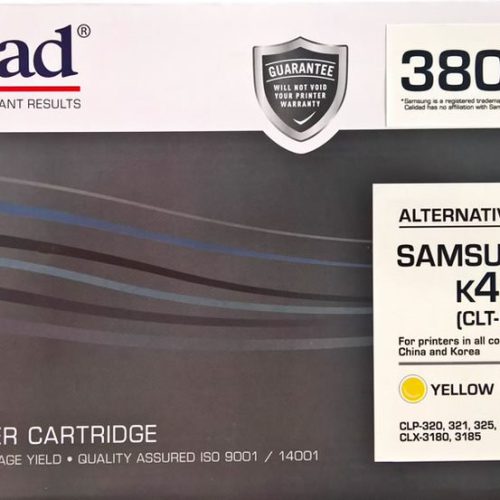 ad®
ANT RESULTS
GUARANTEE
WILL NOT VOID
YOUR PRINTER
WARRANTY
380
*Samsung is a registered tradema
Calidad has no affiliation with Sam
ALTERNATIV
SAMSU
K4
(CLT-
For printers in all co
China and Korea
YELLOW
CLP-320, 321, 325,
CLX-3180, 3185
ER CARTRIDGE
AGE YIELD • QUALITY ASSURED ISO 9001 / 14001